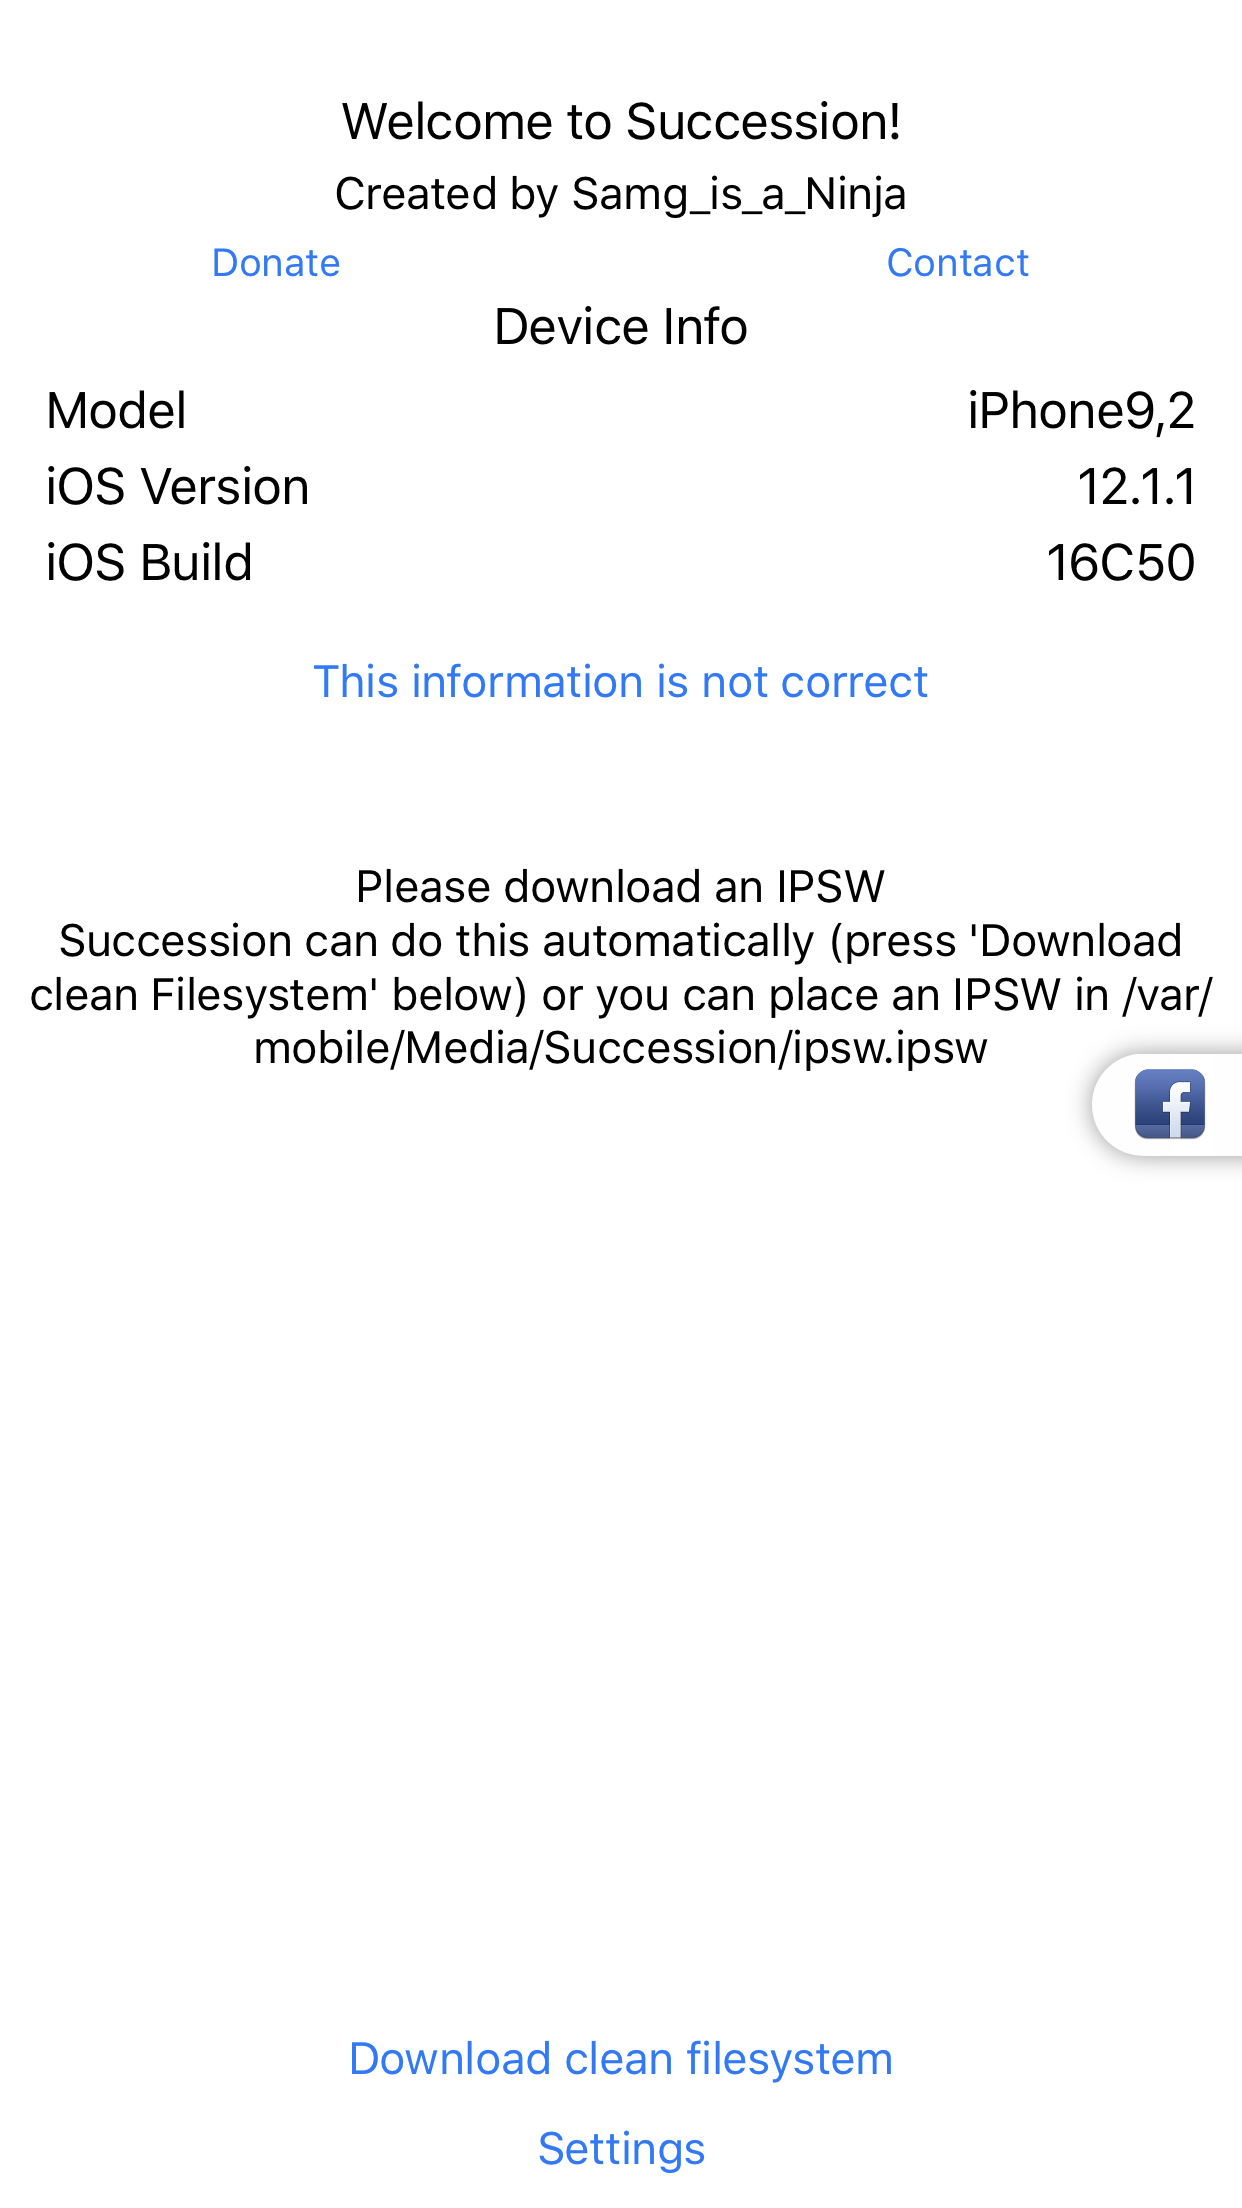 Welcome to Succession!
Created by Samg_is_a_Ninja
Donate Contact
Device Info
Model iPhone9,2
iOS Version 12.1.1
iOS Build 16C50
This information is not correct
Please download an IPSW
Succession can do this automatically (press 'Download
clean Filesystem' below) or you can place an IPSW in /var/
mobile/Media/Succession/ipsw.ipsw
f
Download clean filesystem
Settings